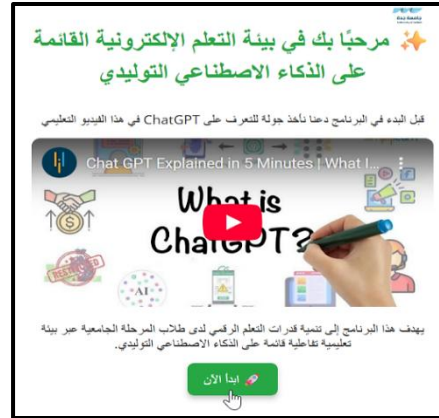 جامعة جدة
✨ مرحبًا بك في بيئة التعلم الإلكترونية القائمة
على الذكاء الاصطناعي التوليدي
قبل البدء في البرنامج دعنا نأخذ جولة للتعرف على ChatGPT في هذا الفيديو التعليمي
Chat GPT Explained in 5 Minutes | What I...
What is
ChatGPT?
RESTRICTED
AI
يهدف هذا البرنامج إلى تنمية قدرات التعلم الرقمي لدى طلاب المرحلة الجامعية عبر بيئة
تعليمية تفاعلية قائمة على الذكاء الاصطناعي التوليدي.
🚀 ابدأ الآن